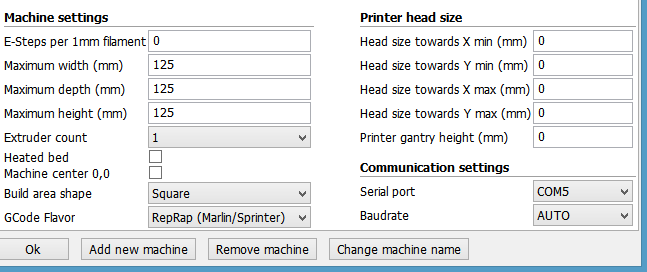 Machine settings
E-Steps per 1mm filament 0
Maximum width (mm) 125
Maximum depth (mm) 125
Maximum height (mm) 125
Extruder count 1
Heated bed
Machine center 0,0
Build area shape Square
GCode Flavor RepRap (Marlin/Sprinter)
Printer head size
Head size towards X min (mm) 0
Head size towards Y min (mm) 0
Head size towards X max (mm) 0
Head size towards Y max (mm) 0
Printer gantry height (mm) 0
Communication settings
Serial port COM5
Baudrate AUTO
Ok Add new machine Remove machine Change machine name